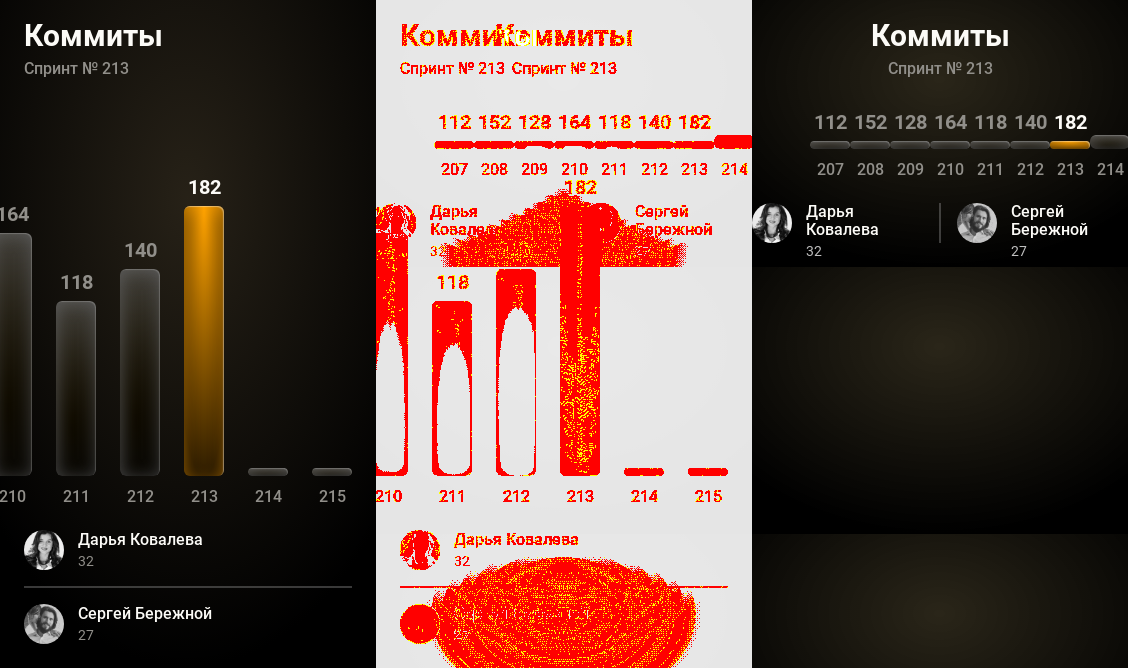 Коммиты
Спринт № 213
182
164
140
118
210 211 212 213 214 215
Дарья Ковалева
32
Сергей Бережной
27
Коммиты
Спринт № 213 Спринт № 213
112 152 128 164 118 140 182
207 208 209 210 211 212 213 214
182
Дарья
Ковалева
32
Сергей
Бережной
118
210 211 212 213 214 215
Дарья Ковалева
32
Коммиты
Спринт № 213
112 152 128 164 118 140 182
207 208 209 210 211 212 213 214
Дарья
Ковалева
32
Сергей
Бережной
27